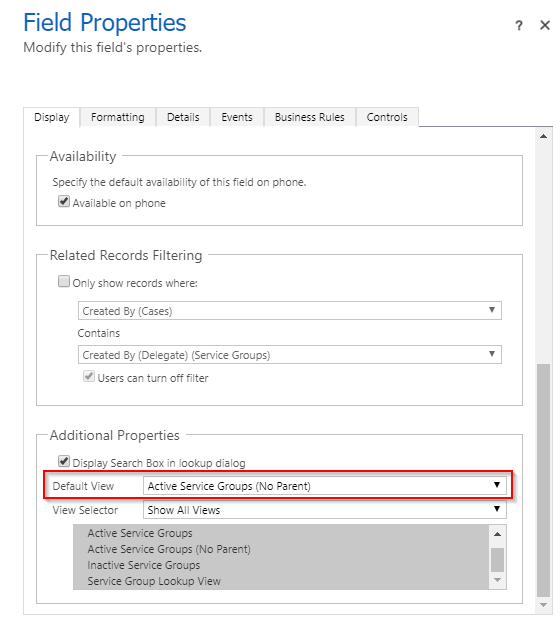 Field Properties
? ×
Modify this field's properties.
Display Formatting Details Events Business Rules Controls
Availability
Specify the default availability of this field on phone.
Available on phone
Related Records Filtering
Only show records where:
Created By (Cases)
Contains
Created By (Delegate) (Service Groups)
Users can turn off filter
Additional Properties
Display Search Box in lookup dialog
Default View Active Service Groups (No Parent)
View Selector Show All Views
Active Service Groups
Active Service Groups (No Parent)
Inactive Service Groups
Service Group Lookup View